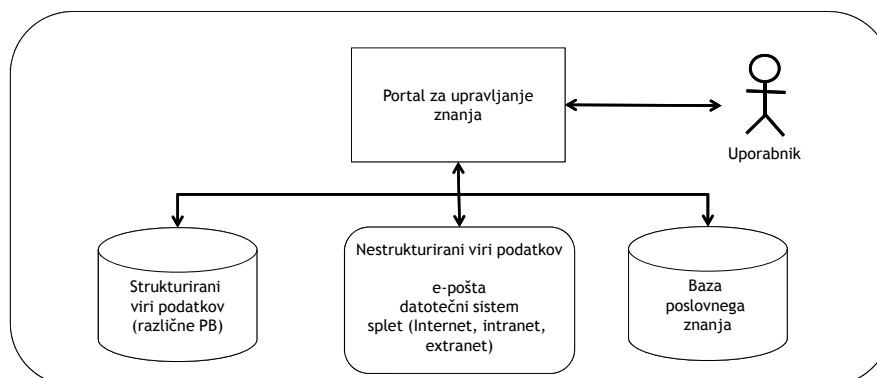 Portal za upravljanje
znanja
Uporabnik
Strukturirani
viri podatkov
(različne PB)
Nestrukturirani viri podatkov
e-pošta
datotečni sistem
splet (Internet, intranet,
extranet)
Baza
poslovnega
znanja